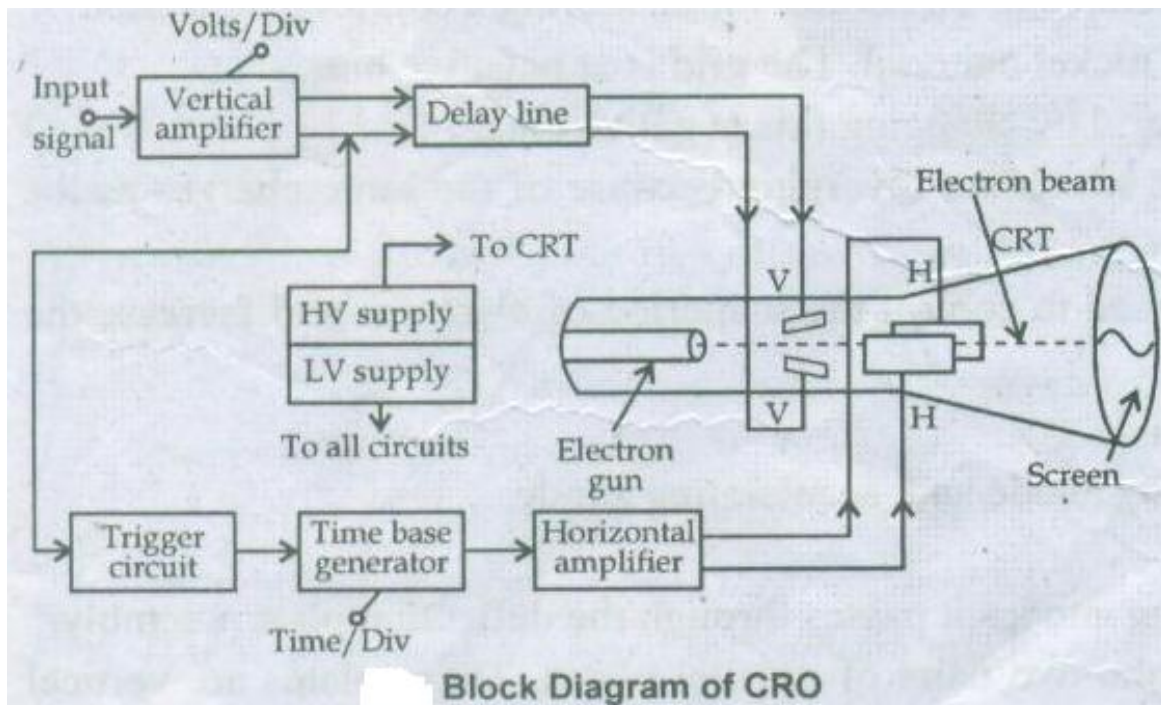 Volts/Div
Input
signal
Vertical
amplifier
Delay line
Electron beam
CRT
To CRT
HV supply
LV supply
To all circuits
V
H
V
H
Electron
gun
Screen
Trigger
circuit
Time base
generator
Horizontal
amplifier
Time/Div
Block Diagram of CRO